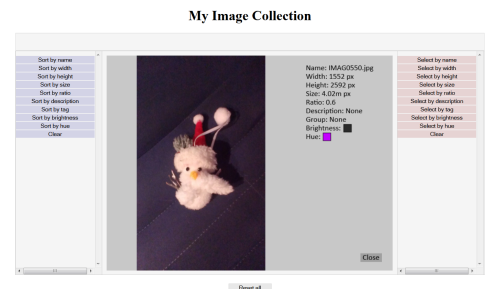 My Image Collection
Sort by name
Sort by width
Sort by height
Sort by size
Sort by ratio
Sort by description
Sort by tag
Sort by brightness
Sort by hue
Clear
Name: IMAG0550.jpg
Width: 1552 px
Height: 2592 px
Size: 4.02m px
Ratio: 0.6
Description: None
Group: None
Brightness:
Hue:
Close
Select by name
Select by width
Select by height
Select by size
Select by ratio
Select by description
Select by tag
Select by brightness
Select by hue
Clear
Reset all